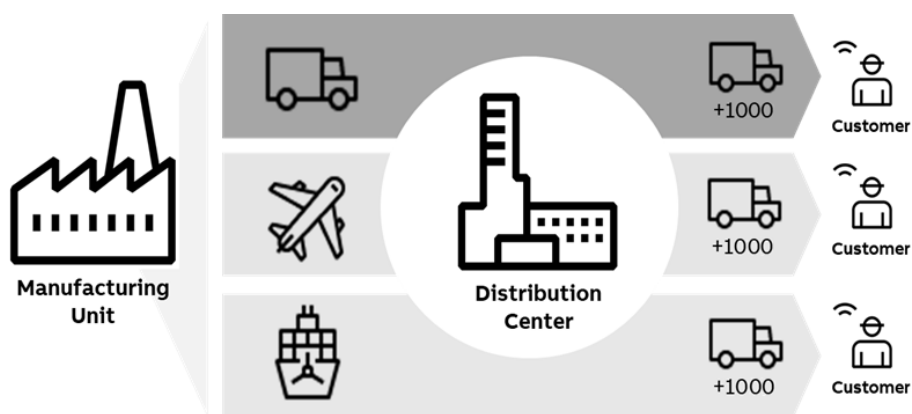 +1000
Customer
+1000
Customer
Manufacturing
Unit
Distribution
Center
+1000
Customer